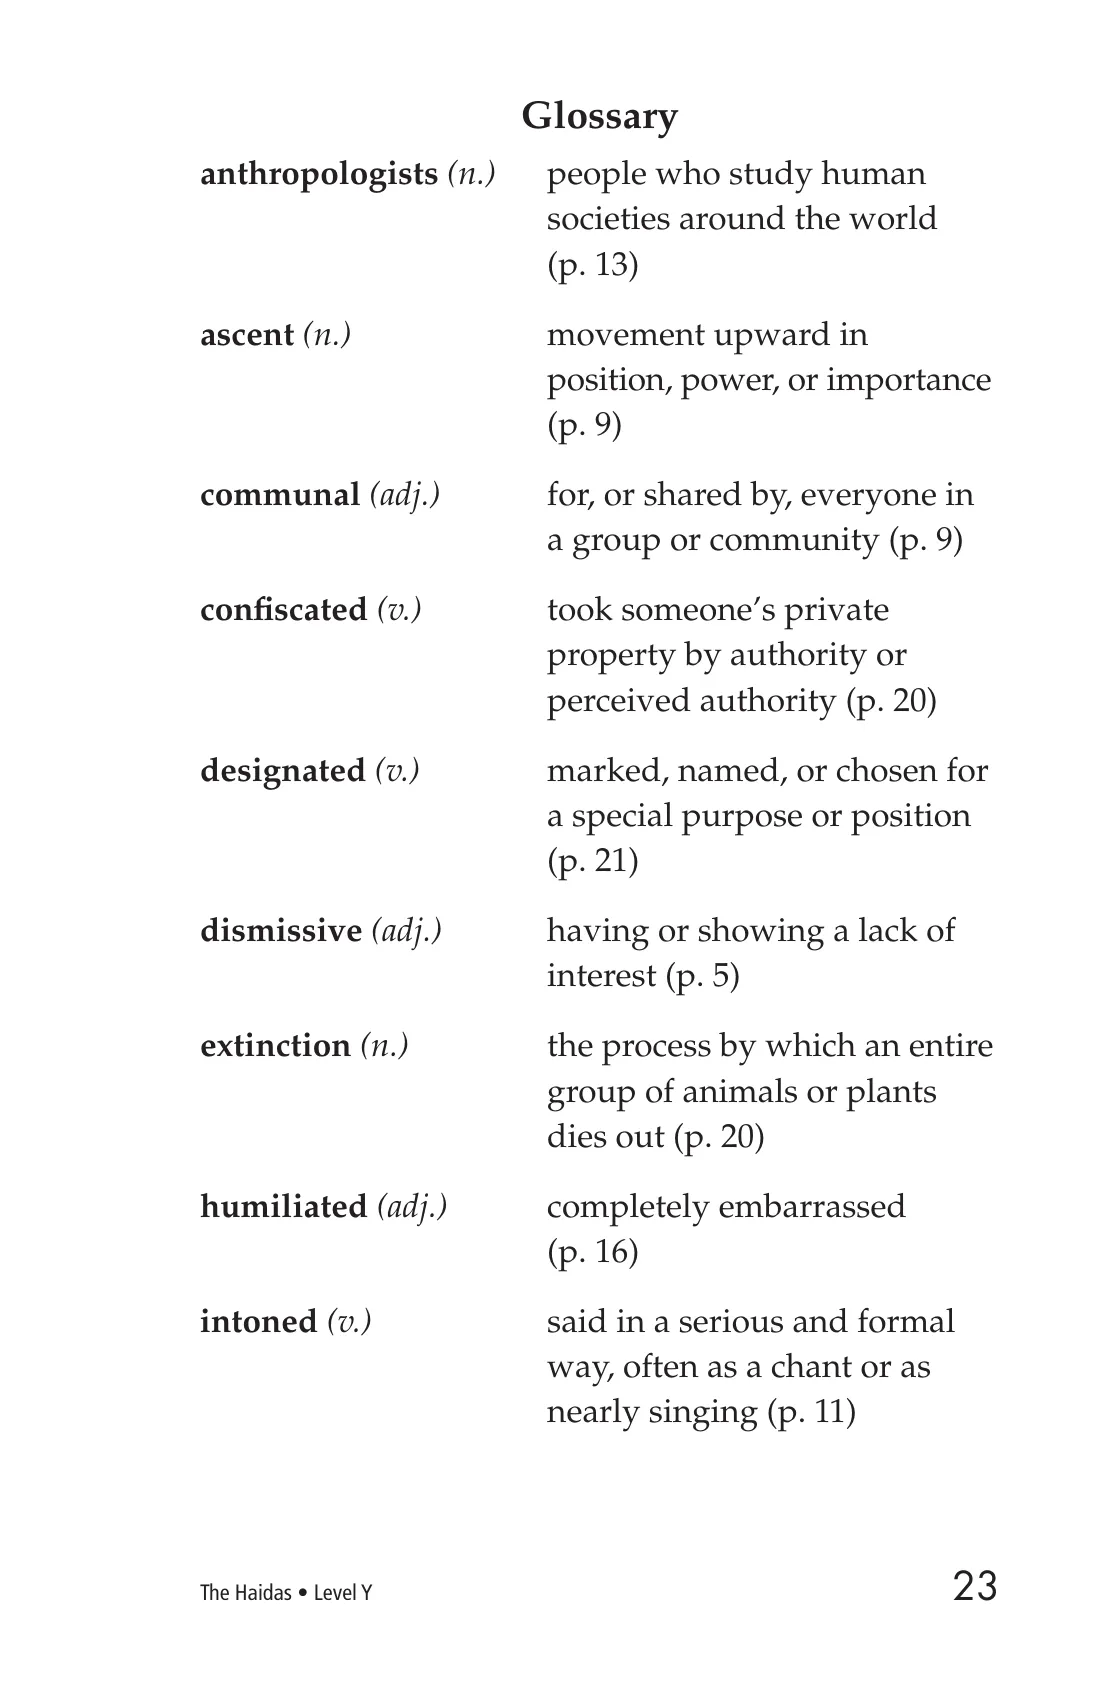 Glossary
anthropologists (n.) people who study human
societies around the world
(p. 13)
ascent (n.) movement upward in
position, power, or importance
(p. 9)
communal (adj.) for, or shared by, everyone in
a group or community (p. 9)
confiscated (v.) took someone’s private
property by authority or
perceived authority (p. 20)
designated (v.) marked, named, or chosen for
a special purpose or position
(p. 21)
dismissive (adj.) having or showing a lack of
interest (p. 5)
extinction (n.) the process by which an entire
group of animals or plants
dies out (p. 20)
humiliated (adj.) completely embarrassed
(p. 16)
intoned (v.) said in a serious and formal
way, often as a chant or as
nearly singing (p. 11)
The Haidas • Level Y 23